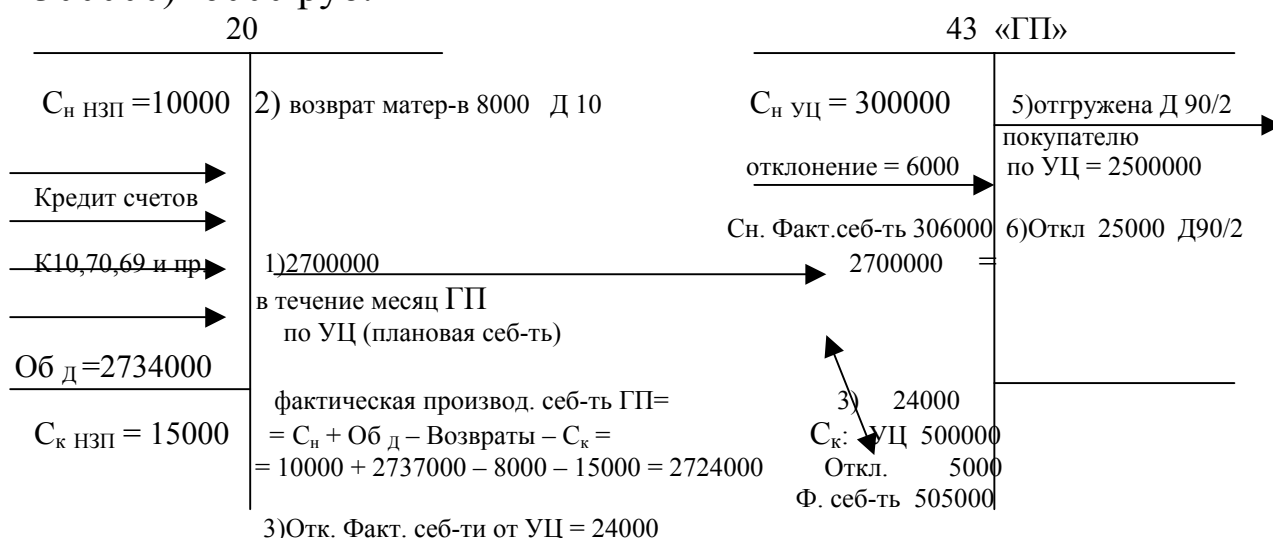 20
43 «ГП»
Сн НЗП =10000
2) возврат матер-в 8000 Д 10
Сн УЦ = 300000
5)отгружена Д 90/2
покупателю
по УЦ = 2500000
отклонение = 6000
Кредит счетов
Сн. Факт.себ-ть 306000
6)Откл 25000 Д90/2
К10,70,69 и пр.
1)2700000
2700000 =
в течение месяц ГП
по УЦ (плановая себ-ть)
Об Д =2734000
фактическая производ. себ-ть ГП=
3) 24000
Ск НЗП = 15000
= Сн + Об Д – Возвраты – Ск =
Ск: УЦ 500000
= 10000 + 2737000 – 8000 – 15000 = 2724000
Откл. 5000
Ф. себ-ть 505000
3)Отк. Факт. себ-ти от УЦ = 24000